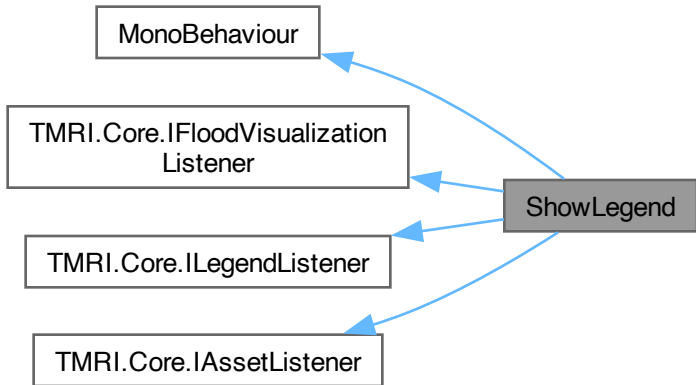 MonoBehaviour
TMRI.Core.IFloodVisualization
Listener
ShowLegend
TMRI.Core.ILegendListener
TMRI.Core.IAssetListener